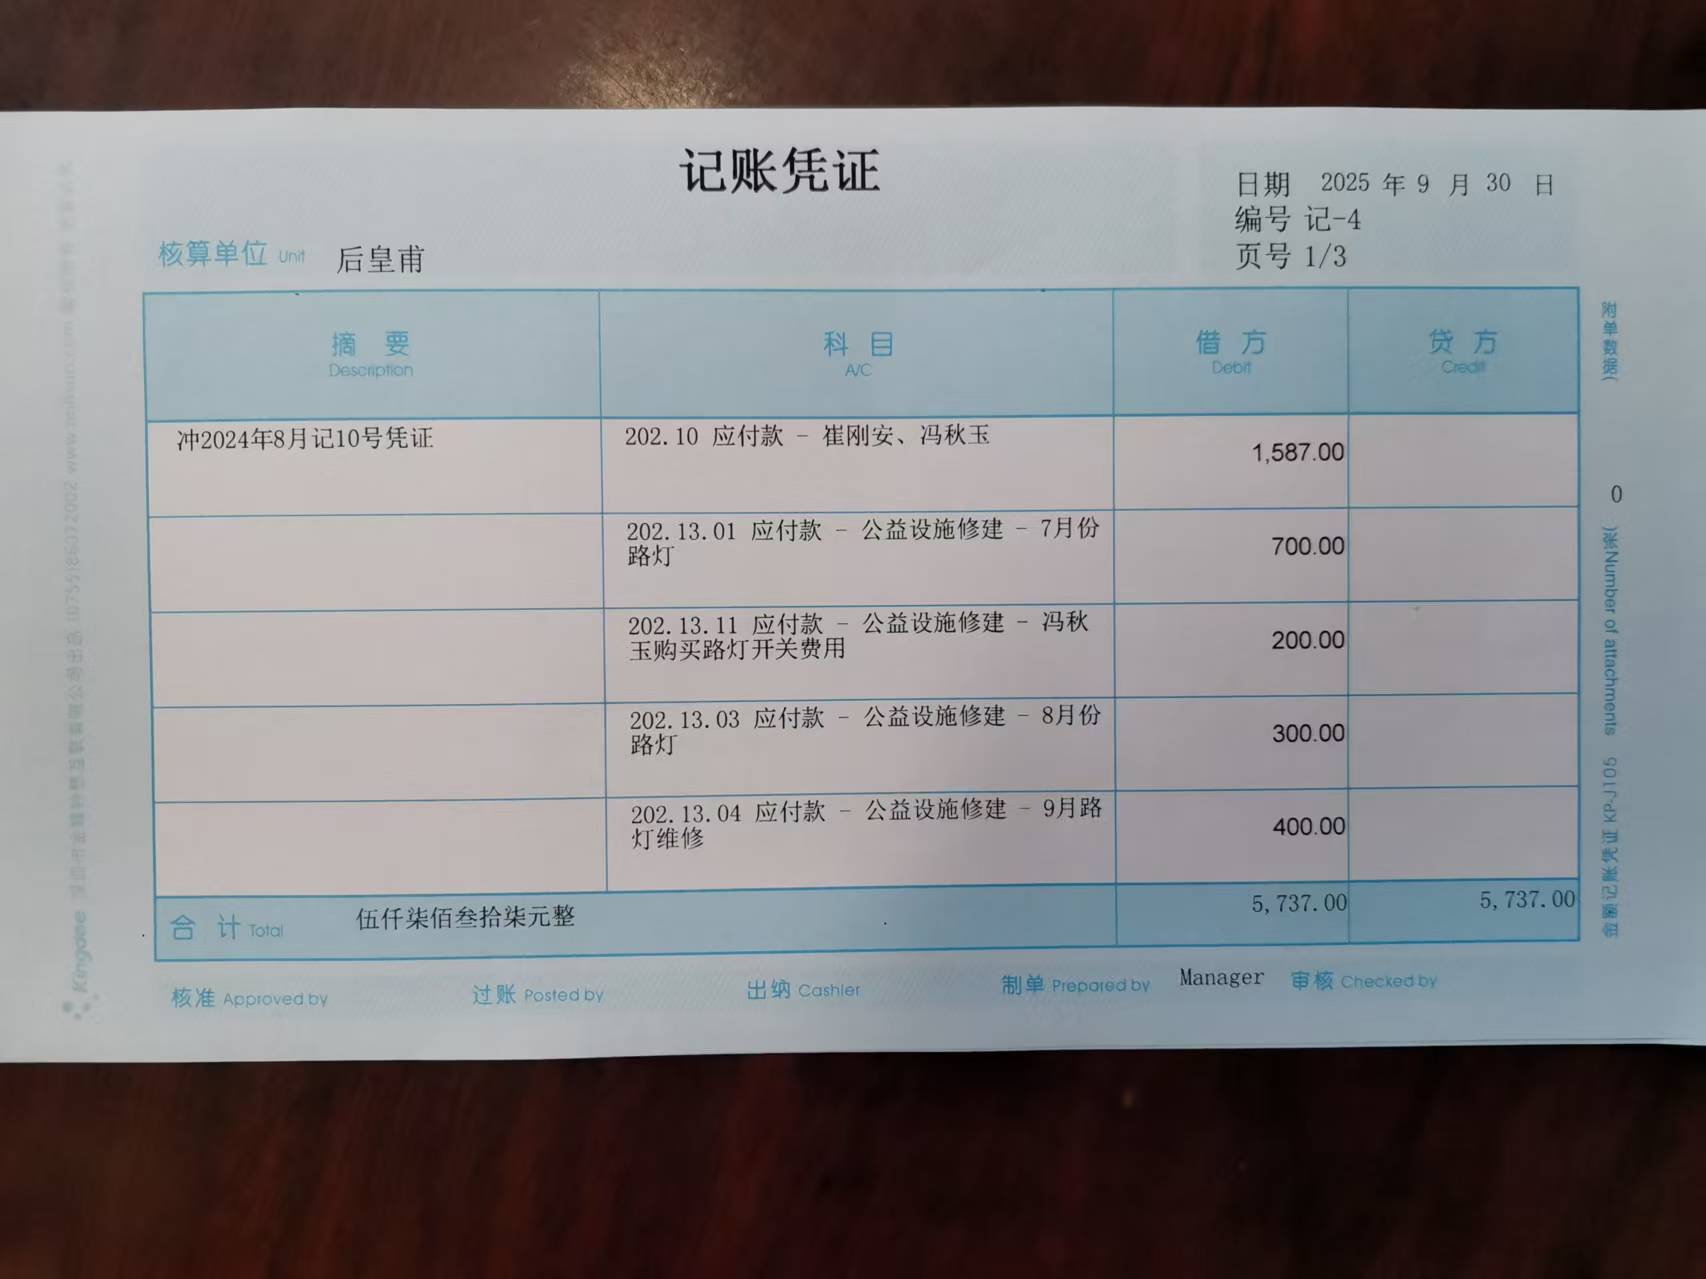 记账凭证
日期 2025 年 9 月 30 日
编号 记-4
页号 1/3
核算单位 Unit 后皇甫
摘 要 科 目 借 方 贷 方
Description A/C Debit Credit
冲2024年8月记10号凭证 202.10 应付款 - 崔刚安、冯秋玉 1,587.00
202.13.01 应付款 - 公益设施修建 - 7月份
路灯 700.00
202.13.11 应付款 - 公益设施修建 - 冯秋
玉购买路灯开关费用 200.00
202.13.03 应付款 - 公益设施修建 - 8月份
路灯 300.00
202.13.04 应付款 - 公益设施修建 - 9月路
灯维修 400.00
合 计 Total 伍仟柒佰叁拾柒元整 5,737.00 5,737.00
核准 Approved by 过账 Posted by 出纳 Cashier 制单 Prepared by Manager 审核 Checked by
附单数据( 0 张)Number of attachments 金额记账凭证 KP-J105
Kingdee